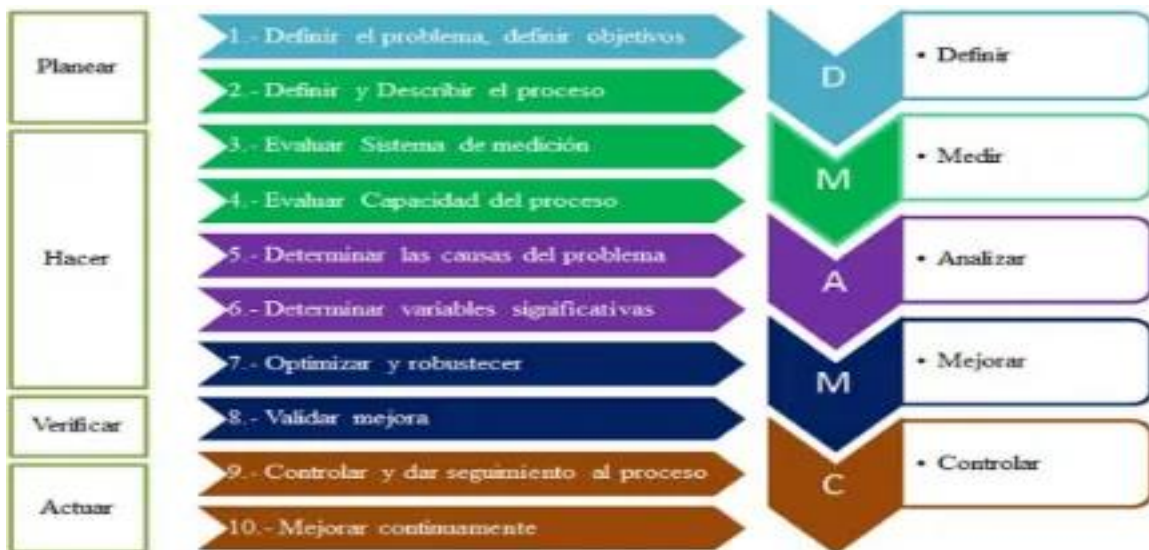 Planear
1.- Definir el problema, definir objetivos
2.- Definir y Describir el proceso
Hacer
3.- Evaluar Sistema de medición
4.- Evaluar Capacidad del proceso
5.- Determinar las causas del problema
6.- Determinar variables significativas
7.- Optimizar y robustecer
Verificar
8.- Validar mejora
Actuar
9.- Controlar y dar seguimiento al proceso
10.- Mejorar continuamente
D
• Definir
M
• Medir
A
• Analizar
M
• Mejorar
C
• Controlar